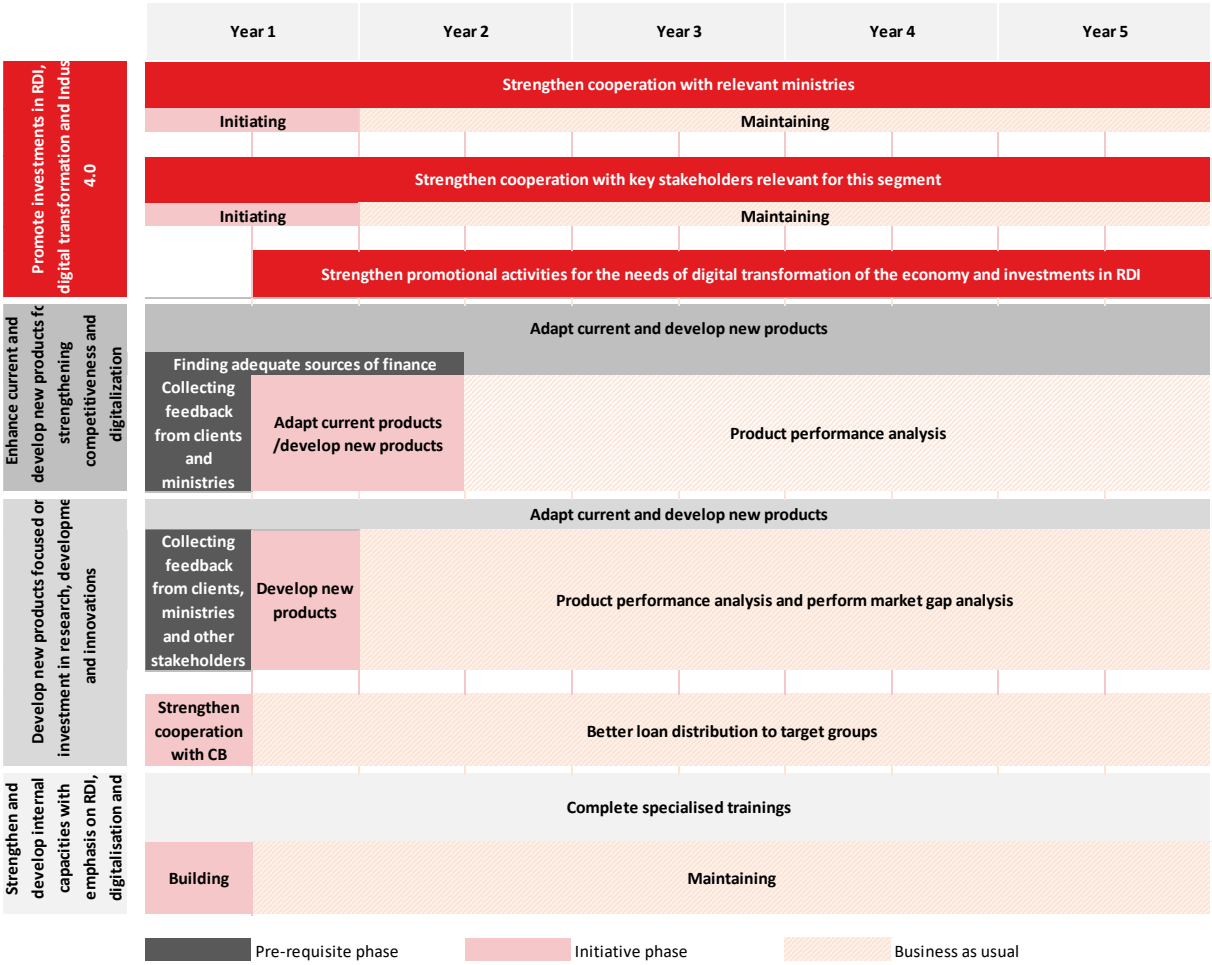 Year 1
Year 2
Year 3
Year 4
Year 5
Promote investments in RDI,
digital transformation and Indus
4.0
Strengthen cooperation with relevant ministries
Initiating
Maintaining
Strengthen cooperation with key stakeholders relevant for this segment
Initiating
Maintaining
Strengthen promotional activities for the needs of digital transformation of the economy and investments in RDI
Enhance current and
develop new products fo
strengthening
competitiveness and
digitalization
Adapt current and develop new products
Finding adequate sources of finance
Collecting
feedback
from clients
and
ministries
Adapt current products
/develop new products
Product performance analysis
Develop new products focused on
investment in research, developme
and innovations
Adapt current and develop new products
Collecting
feedback
from clients,
ministries
and other
stakeholders
Develop new
products
Product performance analysis and perform market gap analysis
Strengthen
cooperation
with CB
Better loan distribution to target groups
Strengthen and
develop internal
capacities with
emphasis on RDI,
digitalisation and
Complete specialised trainings
Building
Maintaining
Pre-requisite phase
Initiative phase
Business as usual